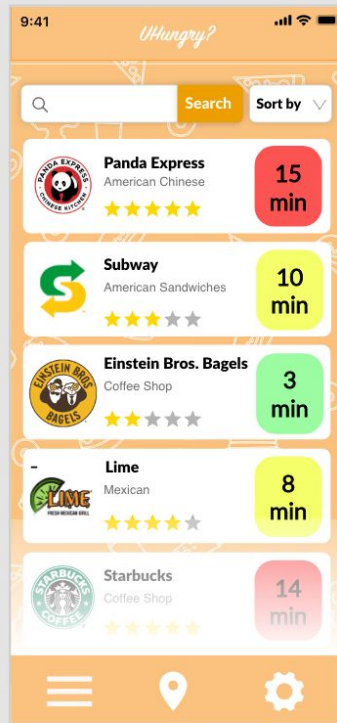 9:41
UHungry?
Search
Sort by
PANDA EXPRESS
CHINESE KITCHEN
Panda Express
American Chinese
15
min
Subway
American Sandwiches
10
min
EINSTEIN BROS
BAGELS
Einstein Bros. Bagels
Coffee Shop
3
min
LIME
FRESH MEXICAN GRILL
Lime
Mexican
8
min
STARBUCKS
COFFEE
Starbucks
Coffee Shop
14
min